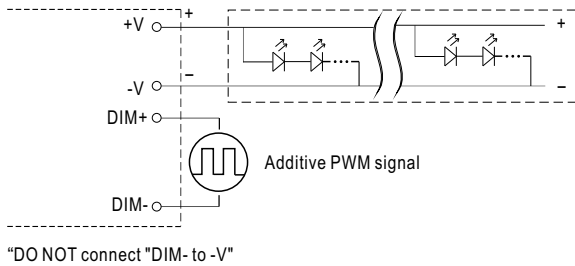 +V + +
-V − −
DIM+
Additive PWM signal
DIM-
“DO NOT connect "DIM- to -V"